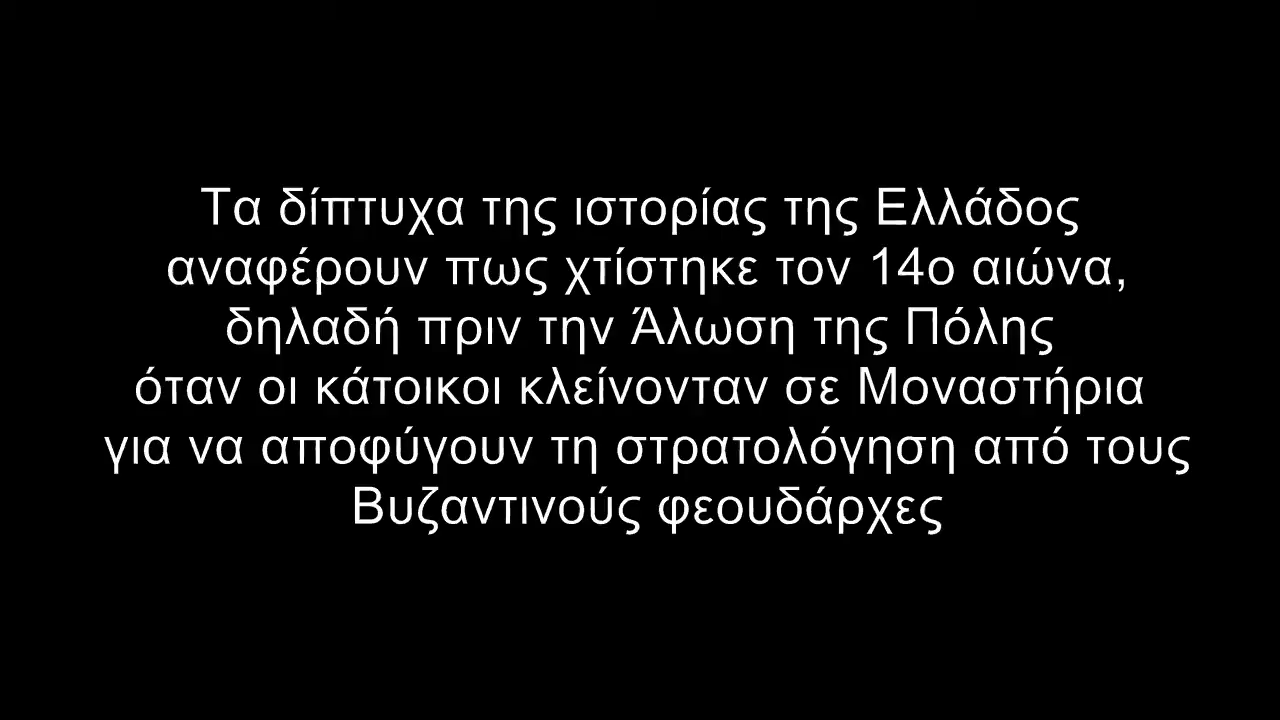 Τα δίπτυχα της ιστορίας της Ελλάδος
αναφέρουν πως χτίστηκε τον 14ο αιώνα,
δηλαδή πριν την Άλωση της Πόλης
όταν οι κάτοικοι κλείνονταν σε Μοναστήρια
για να αποφύγουν τη στρατολόγηση από τους
Βυζαντινούς φεουδάρχες